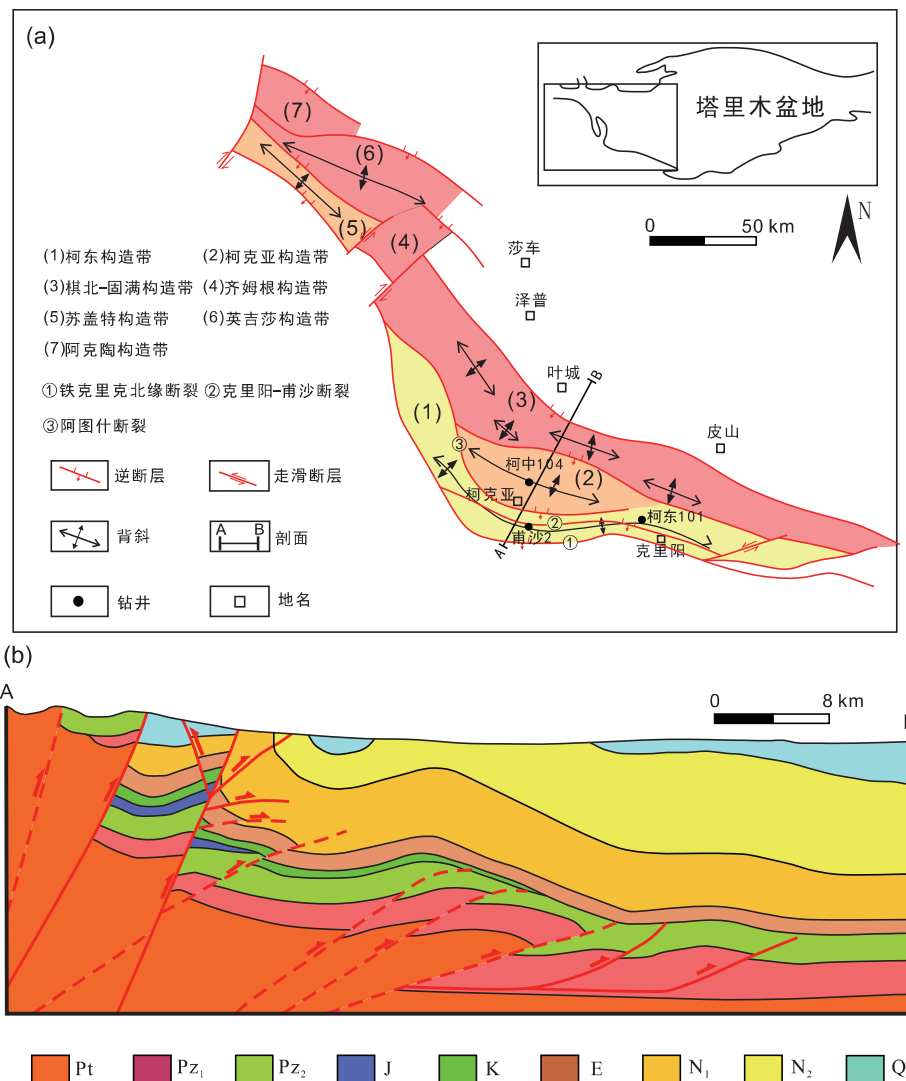 (a)
塔里木盆地
N
0 50 km
(7)
(6)
(5)
(4)
莎车
泽普
叶城
B
皮山
(3)
(1)
③
柯中104
(2)
柯克亚
②
甫沙2
①
A
柯东101
克里阳
(1)柯东构造带 (2)柯克亚构造带
(3)棋北–固满构造带 (4)齐姆根构造带
(5)苏盖特构造带 (6)英吉莎构造带
(7)阿克陶构造带
①铁克里克北缘断裂 ②克里阳–甫沙断裂
③阿图什断裂
逆断层 走滑断层
背斜 A B 剖面
钻井 地名
(b)
A
0 8 km
Pt Pz1 Pz2 J K E N1 N2 Q